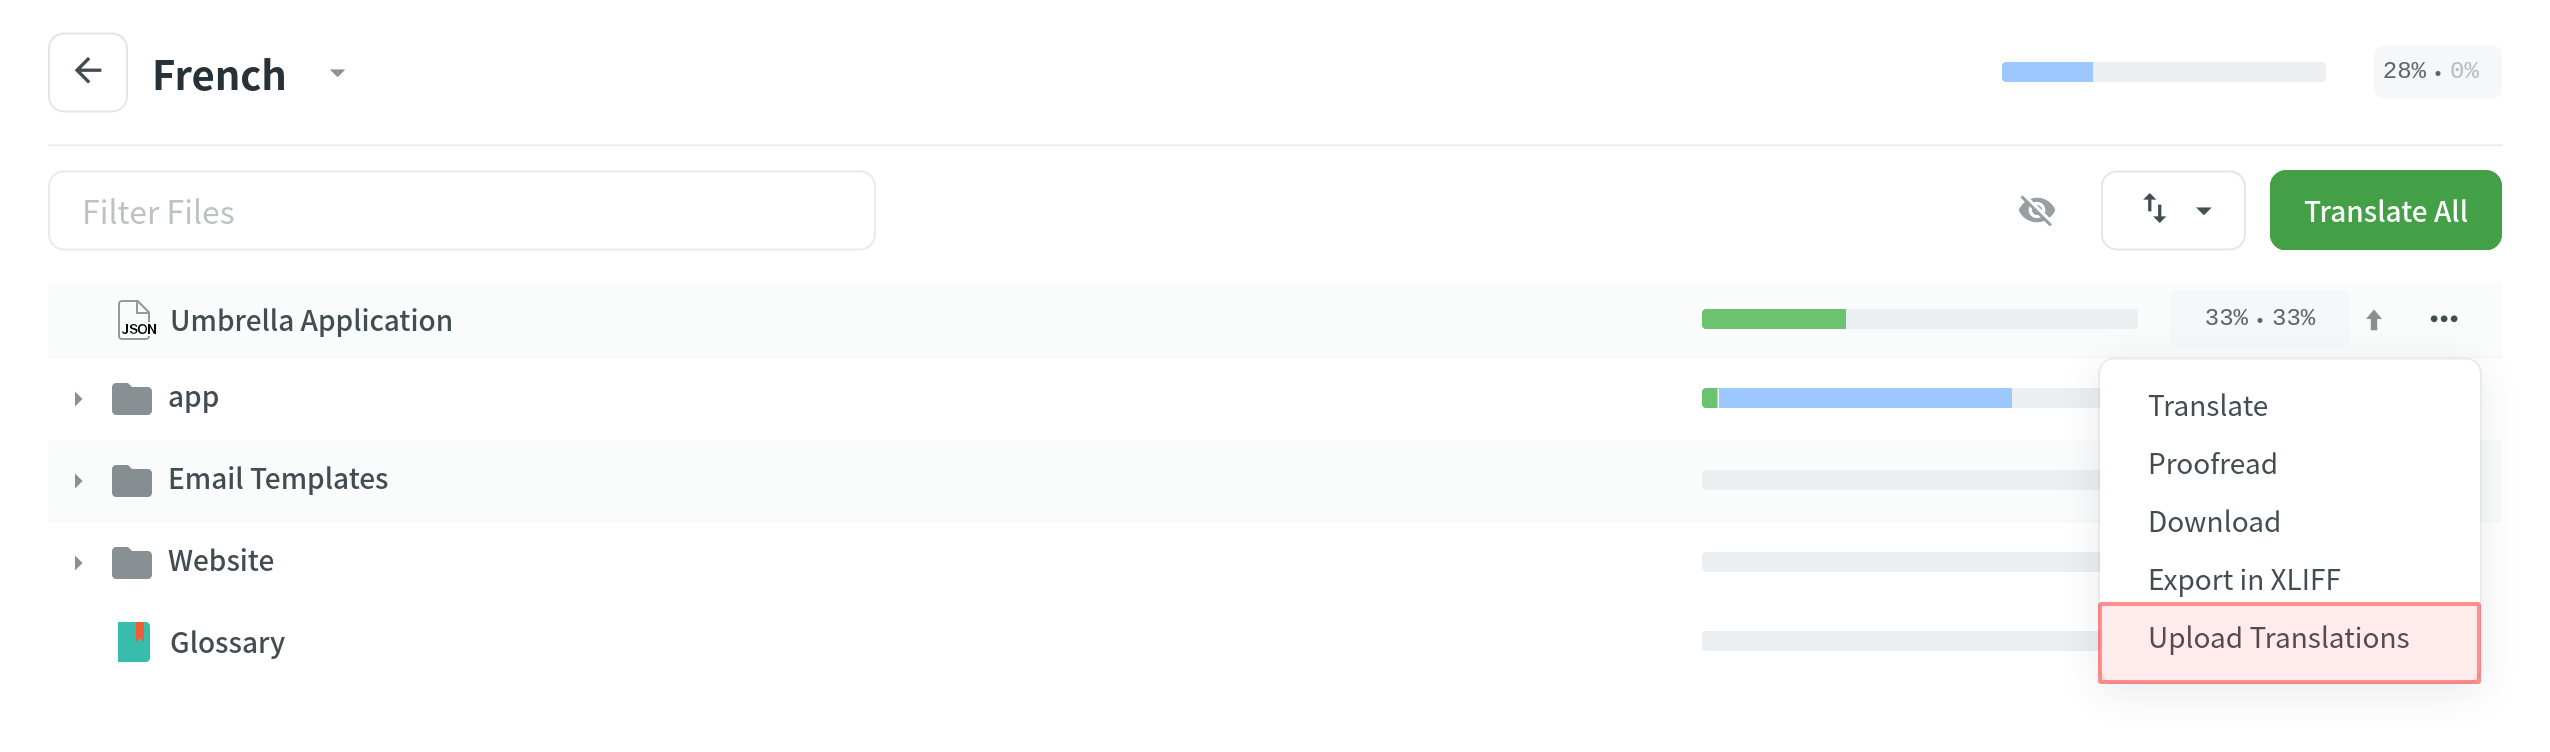 French
28% • 0%
Filter Files
Translate All
JSON
Umbrella Application
33% • 33%
app
Translate
Proofread
Email Templates
Download
Website
Export in XLIFF
Upload Translations
Glossary